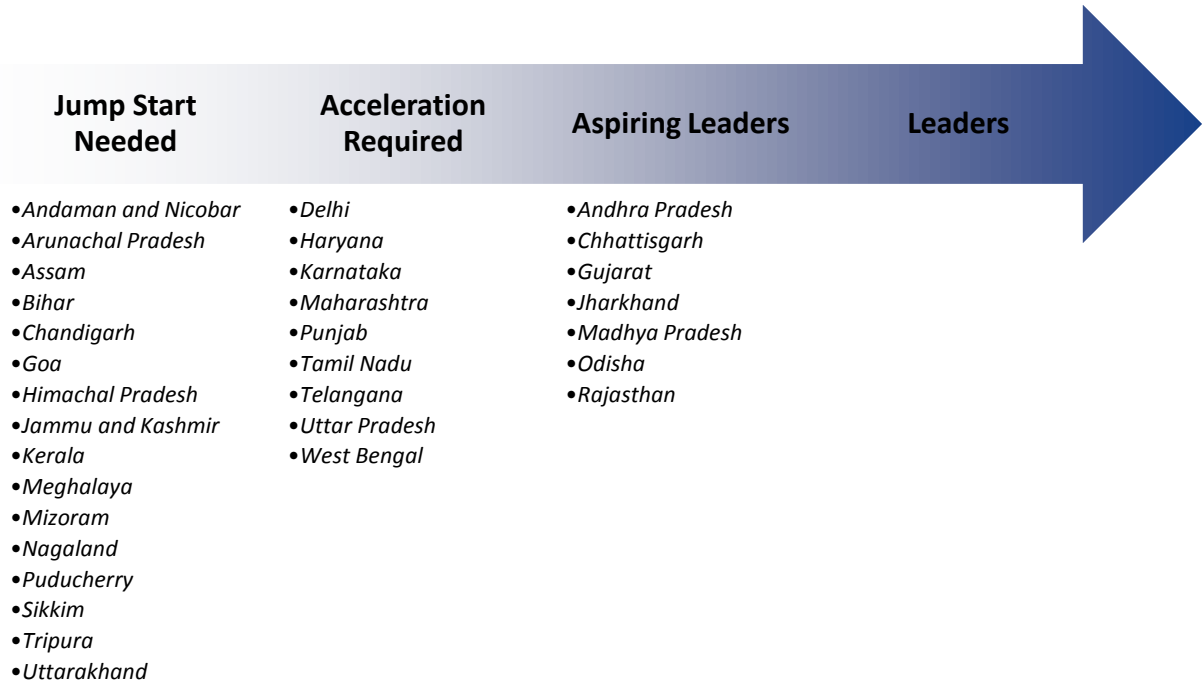 Jump Start
Needed
Acceleration
Required
Aspiring Leaders
Leaders
•Andaman and Nicobar
•Arunachal Pradesh
•Assam
•Bihar
•Chandigarh
•Goa
•Himachal Pradesh
•Jammu and Kashmir
•Kerala
•Meghalaya
•Mizoram
•Nagaland
•Puducherry
•Sikkim
•Tripura
•Uttarakhand
•Delhi
•Haryana
•Karnataka
•Maharashtra
•Punjab
•Tamil Nadu
•Telangana
•Uttar Pradesh
•West Bengal
•Andhra Pradesh
•Chhattisgarh
•Gujarat
•Jharkhand
•Madhya Pradesh
•Odisha
•Rajasthan